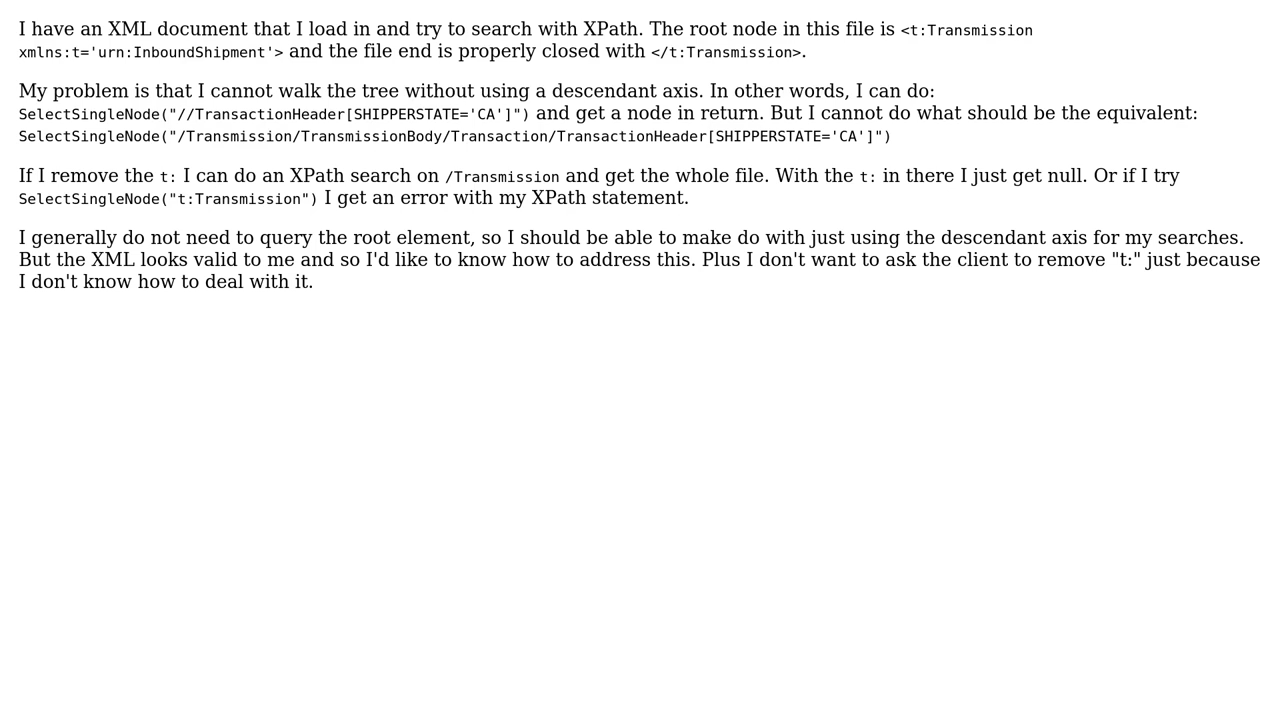 I have an XML document that I load in and try to search with XPath. The root node in this file is <t:Transmission
xmlns:t='urn:InboundShipment'> and the file end is properly closed with </t:Transmission>.
My problem is that I cannot walk the tree without using a descendant axis. In other words, I can do:
SelectSingleNode("//TransactionHeader[SHIPPERSTATE='CA']") and get a node in return. But I cannot do what should be the equivalent:
SelectSingleNode("/Transmission/TransmissionBody/Transaction/TransactionHeader[SHIPPERSTATE='CA']")
If I remove the t: I can do an XPath search on /Transmission and get the whole file. With the t: in there I just get null. Or if I try
SelectSingleNode("t:Transmission") I get an error with my XPath statement.
I generally do not need to query the root element, so I should be able to make do with just using the descendant axis for my searches.
But the XML looks valid to me and so I'd like to know how to address this. Plus I don't want to ask the client to remove "t:" just because
I don't know how to deal with it.